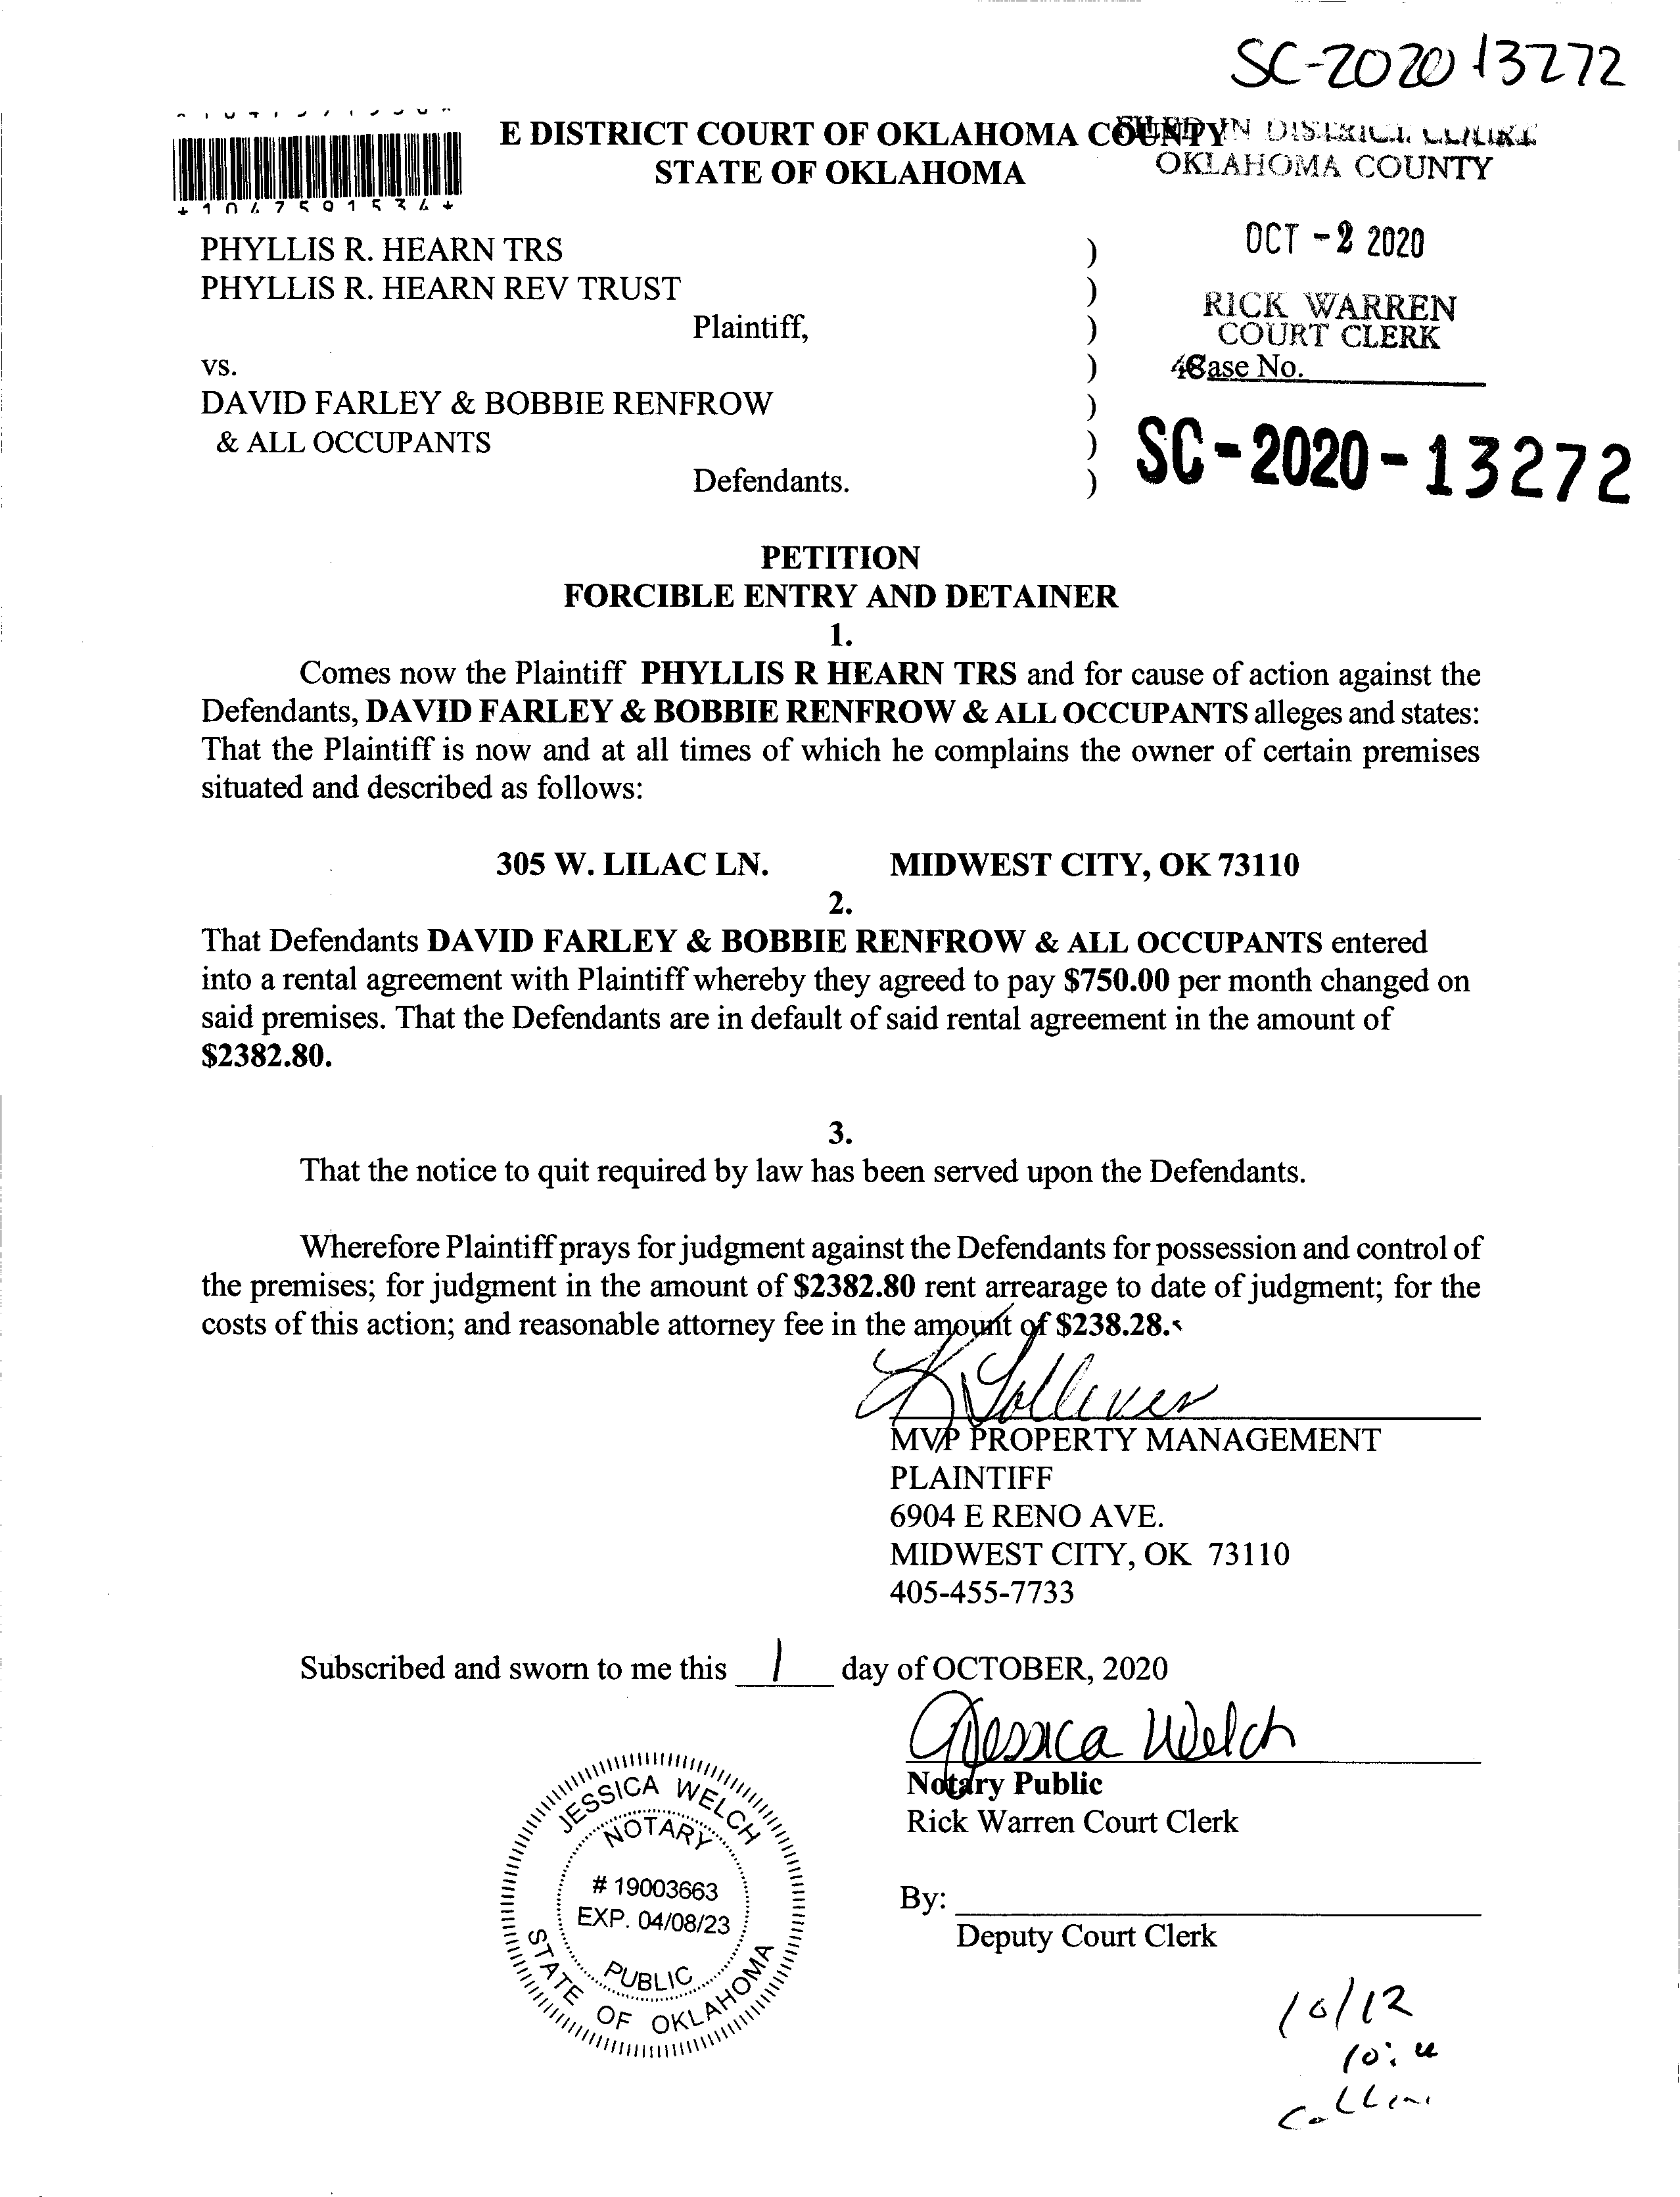 SC-2020 13272
E DISTRICT COURT OF OKLAHOMA COUNTY
STATE OF OKLAHOMA
FILED IN DISTRICT COURT
OKLAHOMA COUNTY
OCT -2 2020
RICK WARREN
COURT CLERK
Case No.
SC-2020-13272
PHYLLIS R. HEARN TRS )
PHYLLIS R. HEARN REV TRUST )
Plaintiff, )
vs. )
DAVID FARLEY & BOBBIE RENFROW )
& ALL OCCUPANTS )
Defendants. )
PETITION
FORCIBLE ENTRY AND DETAINER
1.
Comes now the Plaintiff PHYLLIS R HEARN TRS and for cause of action against the
Defendants, DAVID FARLEY & BOBBIE RENFROW & ALL OCCUPANTS alleges and states:
That the Plaintiff is now and at all times of which he complains the owner of certain premises
situated and described as follows:
305 W. LILAC LN. MIDWEST CITY, OK 73110
2.
That Defendants DAVID FARLEY & BOBBIE RENFROW & ALL OCCUPANTS entered
into a rental agreement with Plaintiff whereby they agreed to pay $750.00 per month changed on
said premises. That the Defendants are in default of said rental agreement in the amount of
$2382.80.
3.
That the notice to quit required by law has been served upon the Defendants.
Wherefore Plaintiff prays for judgment against the Defendants for possession and control of
the premises; for judgment in the amount of $2382.80 rent arrearage to date of judgment; for the
costs of this action; and reasonable attorney fee in the amount of $238.28.
MVP PROPERTY MANAGEMENT
PLAINTIFF
6904 E RENO AVE.
MIDWEST CITY, OK 73110
405-455-7733
Subscribed and sworn to me this 1 day of OCTOBER, 2020
Jessica Welch
Notary Public
Rick Warren Court Clerk
By:
Deputy Court Clerk
JESSICA WELCH
NOTARY
# 19003663
EXP. 04/08/23
PUBLIC
STATE OF OKLAHOMA
10/12